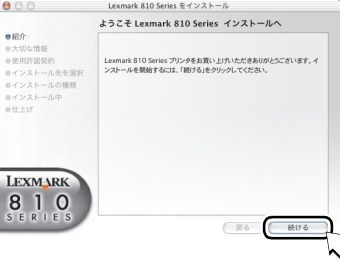 Lexmark 810 Series をインストール
ようこそ Lexmark 810 Series インストールへ
紹介
大切な情報
使用許諾契約
インストール先を選択
インストールの種類
インストール中
仕上げ
Lexmark 810 Series プリンタをお買い上げいただきありがとうございます。イ
ンストールを開始するには、「続ける」をクリックしてください。
LEXMARK
810
SERIES
戻る
続ける